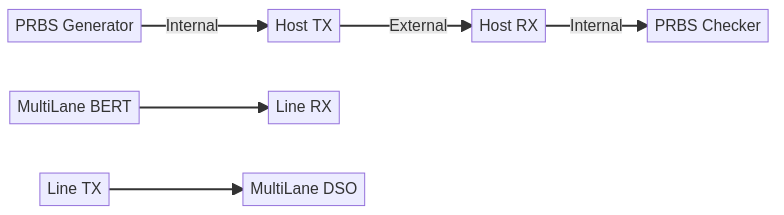 PRBS Generator
Internal
Host TX
External
Host RX
Internal
PRBS Checker
MultiLane BERT
Line RX
Line TX
MultiLane DSO